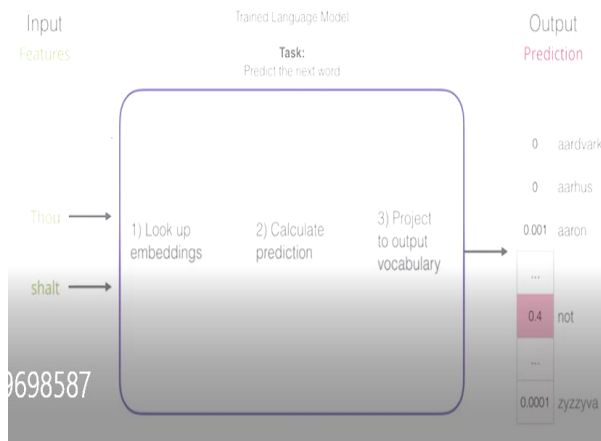 Input
Features
Trained Language Model
Task:
Predict the next word
Output
Prediction
Thou
shalt
1) Look up
embeddings
2) Calculate
prediction
3) Project
to output
vocabulary
0 aardvark
0 aarhus
0.001 aaron
...
0.4 not
...
0.0001 zyzzyva
9698587